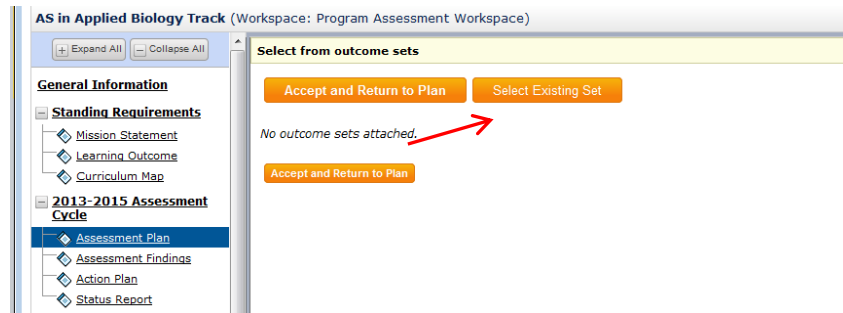 AS in Applied Biology Track (Workspace: Program Assessment Workspace)
Expand All
Collapse All
General Information
Standing Requirements
Mission Statement
Learning Outcome
Curriculum Map
2013-2015 Assessment
Cycle
Assessment Plan
Assessment Findings
Action Plan
Status Report
Select from outcome sets
Accept and Return to Plan
Select Existing Set
No outcome sets attached.
Accept and Return to Plan